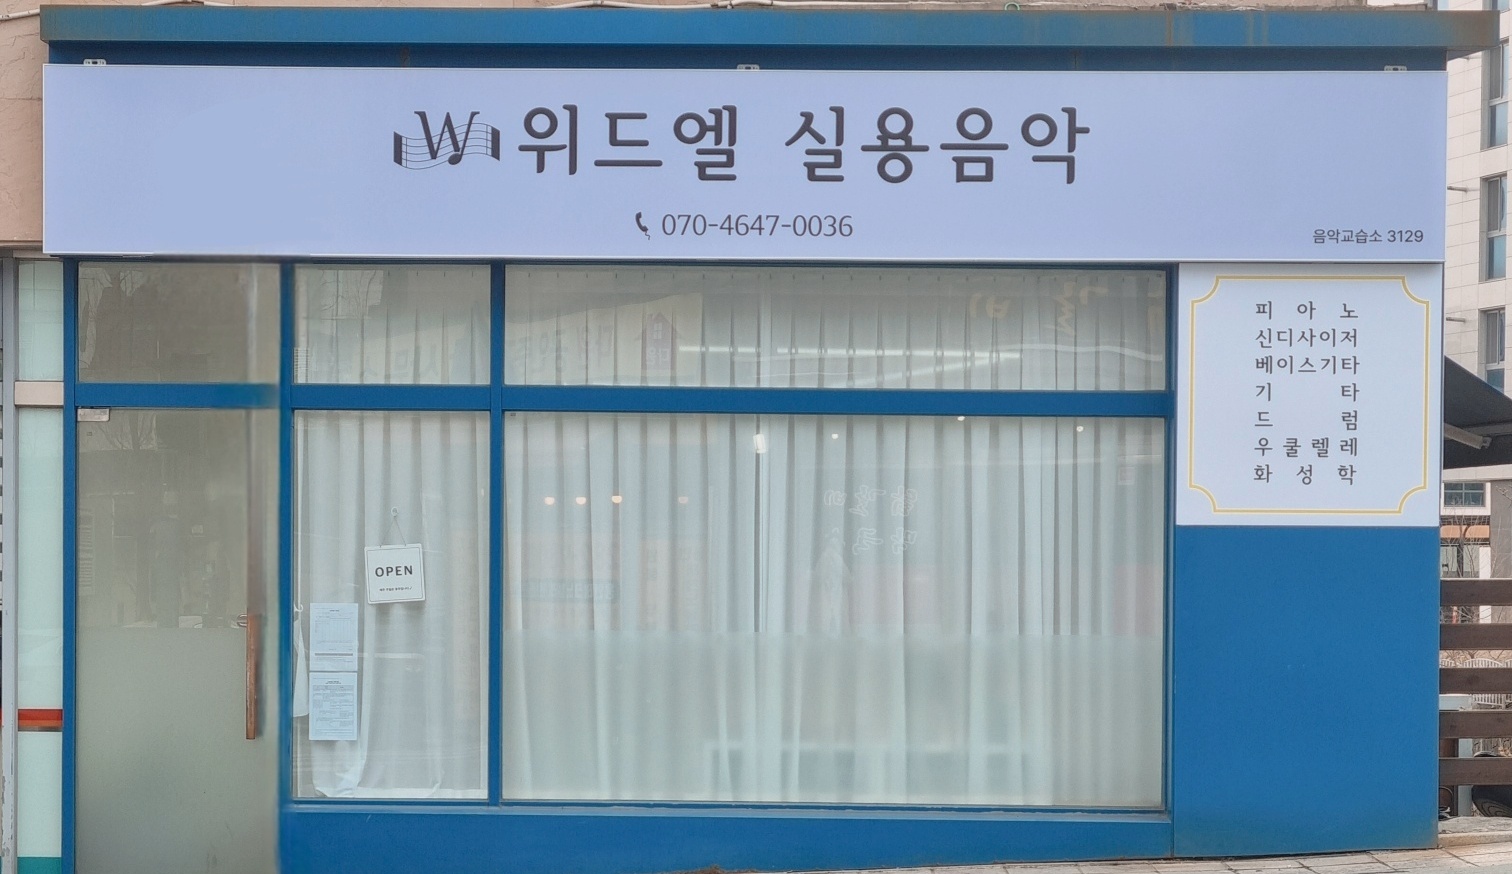 W 위드엘 실용음악
070-4647-0036
음악교습소 3129
피아노
신디사이저
베이스기타
기타
드럼
우쿨렐레
화성학
OPEN